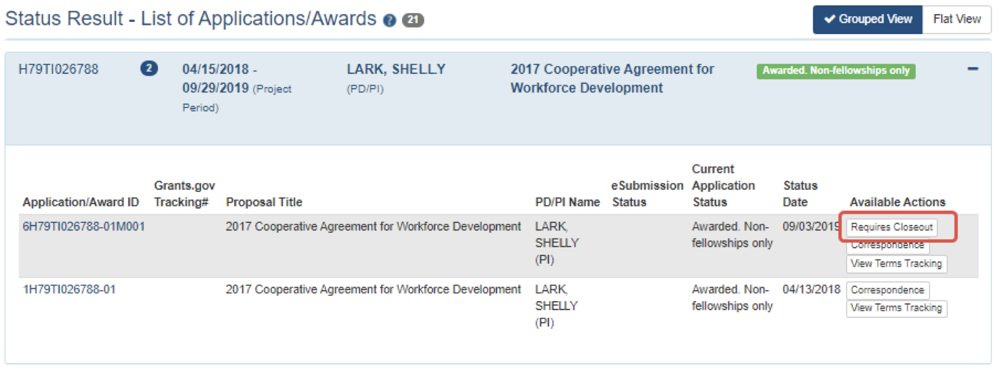 Status Result - List of Applications/Awards ? 21
Grouped View Flat View
H79TI026788 2 04/15/2018 - LARK, SHELLY 2017 Cooperative Agreement for Awarded. Non-fellowships only
09/29/2019 (Project (PD/PI) Workforce Development
Period)
Current
Grants.gov eSubmission Application Status
Application/Award ID Tracking# Proposal Title PD/PI Name Status Status Date Available Actions
6H79TI026788-01M001 2017 Cooperative Agreement for Workforce Development LARK, Awarded. Non- 09/03/2019 Requires Closeout
SHELLY fellowships only Correspondence
(PI) View Terms Tracking
1H79TI026788-01 2017 Cooperative Agreement for Workforce Development LARK, Awarded. Non- 04/13/2018 Correspondence
SHELLY fellowships only View Terms Tracking
(PI)